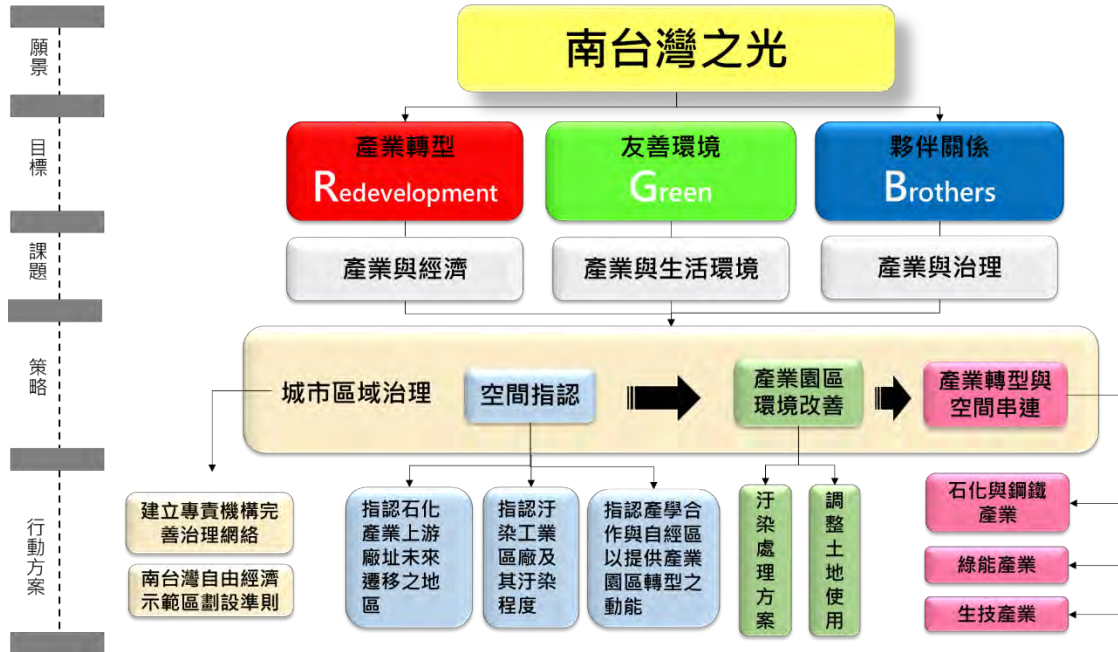 願景
南台灣之光
目標
產業轉型
Redevelopment
友善環境
Green
夥伴關係
Brothers
課題
產業與經濟
產業與生活環境
產業與治理
策略
城市區域治理
空間指認
產業園區
環境改善
產業轉型與
空間串連
行動方案
建立專責機構完
善治理網絡
南台灣自由經濟
示範區劃設準則
指認石化
產業上游
廠址未來
遷移之地
區
指認汙
染工業
區廠及
其汙染
程度
指認產學合
作與自經區
以提供產業
園區轉型之
動能
汙染處理方案
調整土地使用
石化與鋼鐵
產業
綠能產業
生技產業